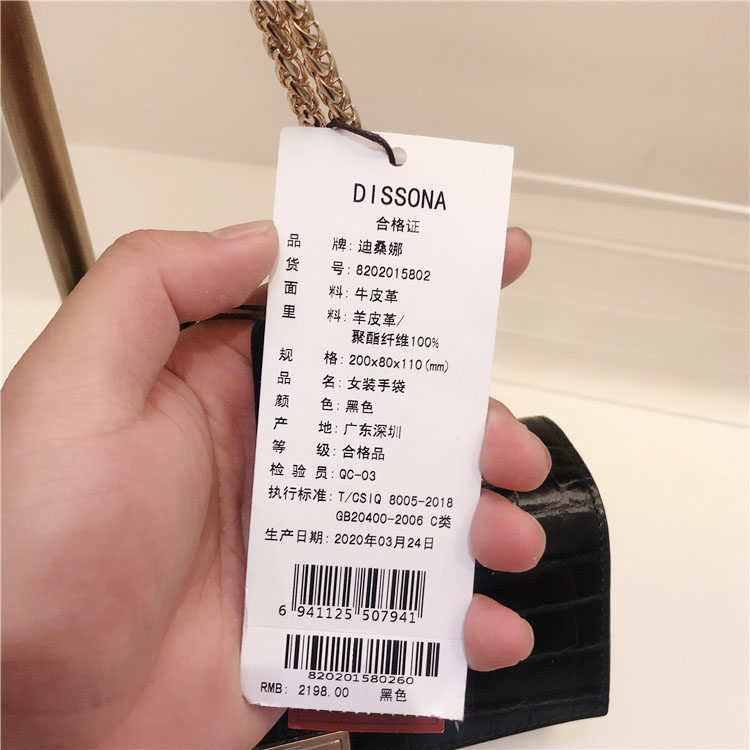 DISSONA
合格证
品 牌: 迪桑娜
货 号: 8202015802
面 料: 牛皮革
里 料: 羊皮革/
聚酯纤维100%
规 格: 200x80x110(mm)
品 名: 女装手袋
颜 色: 黑色
产 地: 广东深圳
等 级: 合格品
检 验 员: QC-03
执行标准: T/CSIQ 8005-2018
GB20400-2006 C类
生产日期: 2020年03月24日
6 941125 507941
820201580260
RMB: 2198.00 黑色